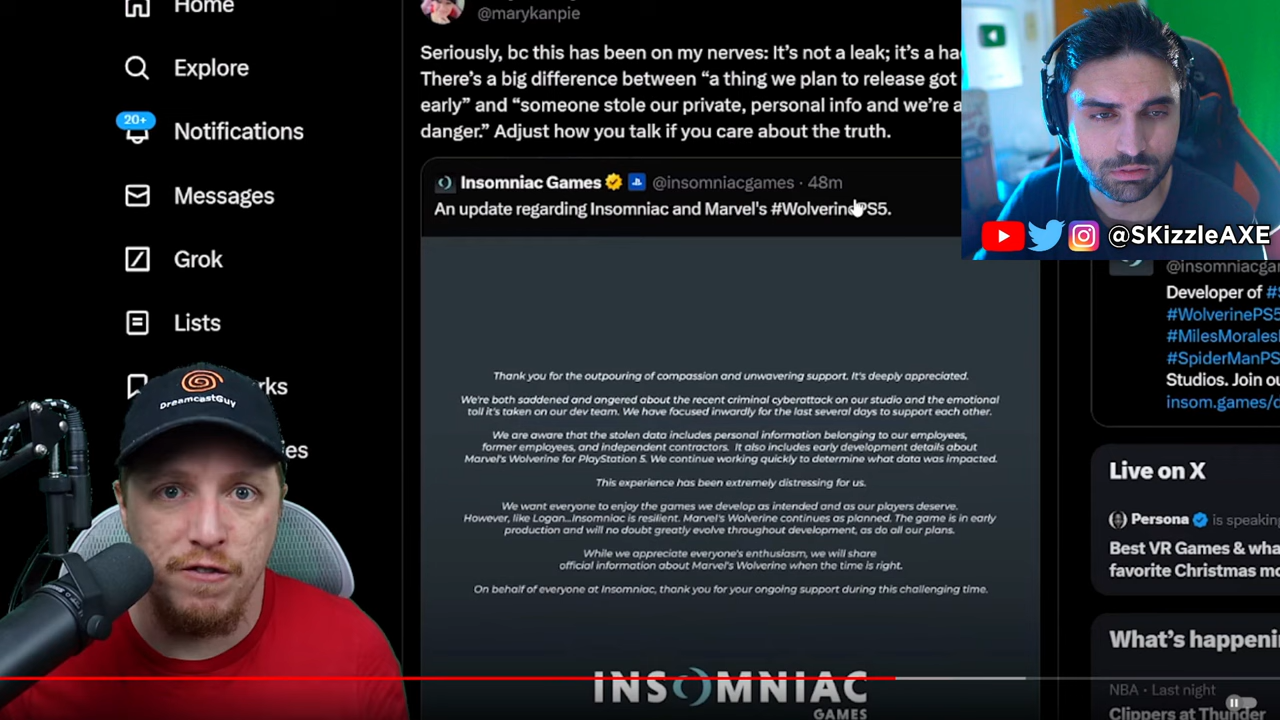 Home
Explore
20+
Notifications
Messages
Grok
Lists
@marykanpie
Seriously, bc this has been on my nerves: It's not a leak; it's a
There's a big difference between “a thing we plan to release got
early” and “someone stole our private, personal info and we're
danger.” Adjust how you talk if you care about the truth.
Insomniac Games @insomniacgames · 48m
An update regarding Insomniac and Marvel's #WolverinePS5.
Thank you for the outpouring of compassion and unwavering support. It's deeply appreciated.
We're both saddened and angered about the recent criminal cyberattack on our studio and the emotional
toll it's taken on our dev team. We have focused inwardly for the last several days to support each other.
We are aware that the stolen data includes personal information belonging to our employees,
former employees, and independent contractors. It also includes early development details about
Marvel's Wolverine for PlayStation 5. We continue working quickly to determine what data was impacted.
This experience has been extremely distressing for us.
We want everyone to enjoy the games we develop as intended and as our players deserve.
However, like Logan...Insomniac is resilient. Marvel's Wolverine continues as planned. The game is in early
production and will no doubt greatly evolve throughout development, as do all our plans.
While we appreciate everyone's enthusiasm, we will share
official information about Marvel's Wolverine when the time is right.
On behalf of everyone at Insomniac, thank you for your ongoing support during this challenging time.
INSOMNIAC
GAMES
DreamcastGuy
@SKizzleAXE
@insomniacga
Developer of
#WolverinePS5
#MilesMorales
#SpiderManPS
Studios. Join
insom.games/
Live on X
Persona is speaking
Best VR Games &
favorite Christmas
What's
NBA · Last night
Clippers at Thunder